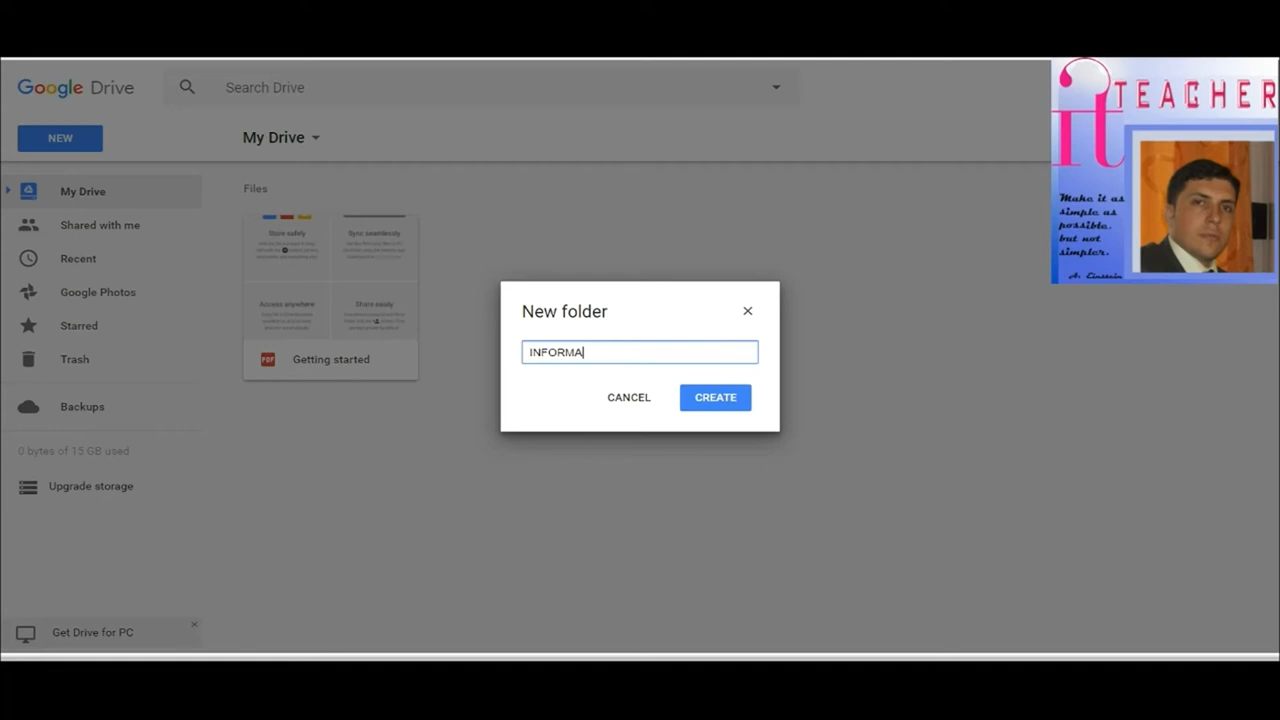 Google Drive
Search Drive
NEW
My Drive
My Drive
Shared with me
Recent
Google Photos
Starred
Trash
Backups
0 bytes of 15 GB used
Upgrade storage
Get Drive for PC
Files
Store safely
Sync seamlessly
Access anywhere
Share easily
PDF
Getting started
New folder
INFORMA
CANCEL
CREATE
it TEACHER
Make it as
simple as
possible,
but not
simpler.
A. Einstein